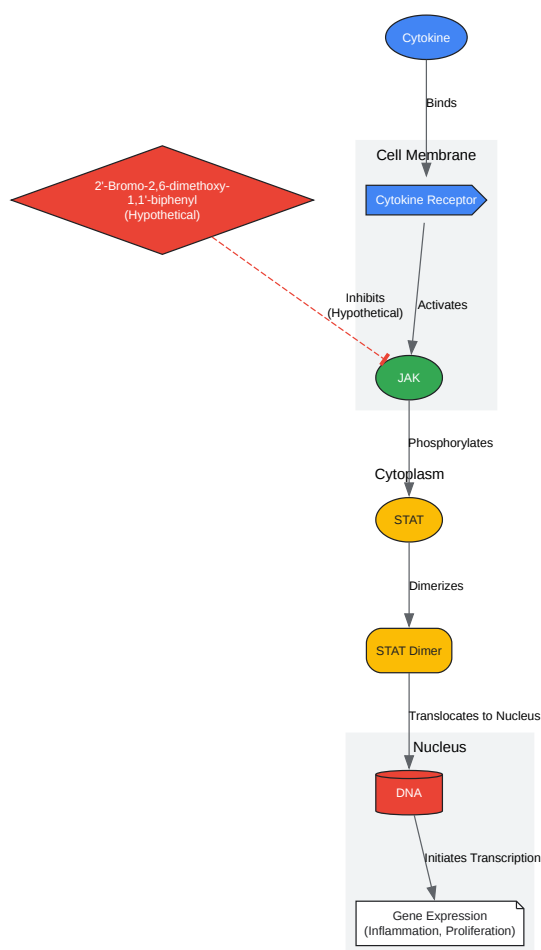 Cytokine
Binds
Cell Membrane
2'-Bromo-2,6-dimethoxy-
1,1'-biphenyl
(Hypothetical)
Cytokine Receptor
Inhibits
(Hypothetical)
Activates
JAK
Phosphorylates
Cytoplasm
STAT
Dimerizes
STAT Dimer
Translocates to Nucleus
Nucleus
DNA
Initiates Transcription
Gene Expression
(Inflammation, Proliferation)